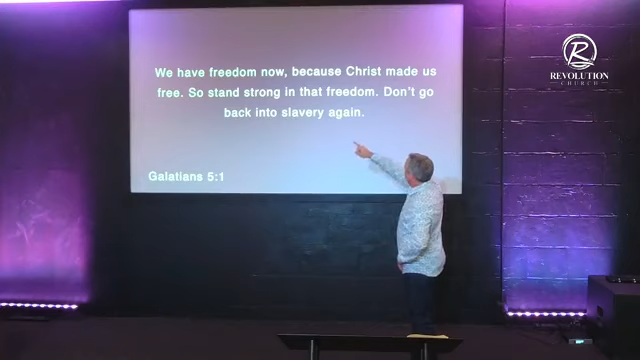 We have freedom now, because Christ made us
free. So stand strong in that freedom. Don't go
back into slavery again.
Galatians 5:1
R
REVOLUTION
CHURCH